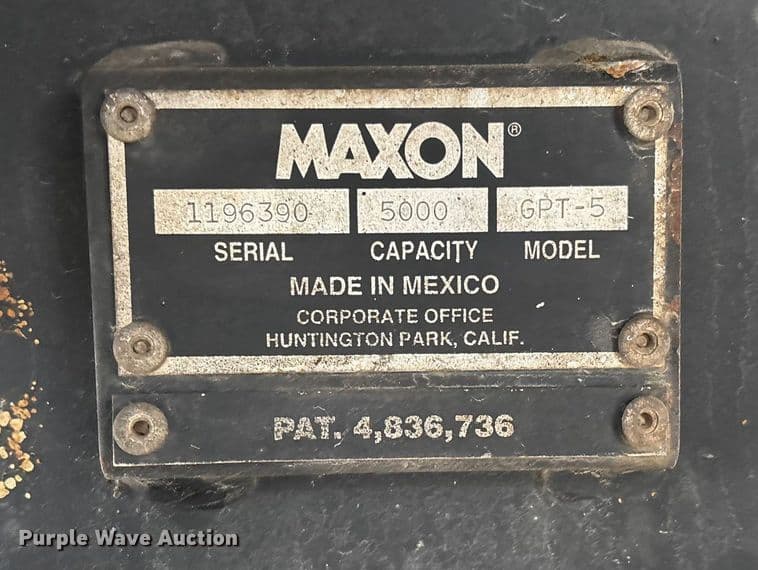 MAXON®
1196390 5000 GPT-5
SERIAL CAPACITY MODEL
MADE IN MEXICO
CORPORATE OFFICE
HUNTINGTON PARK, CALIF.
PAT. 4,836,736
Purple Wave Auction